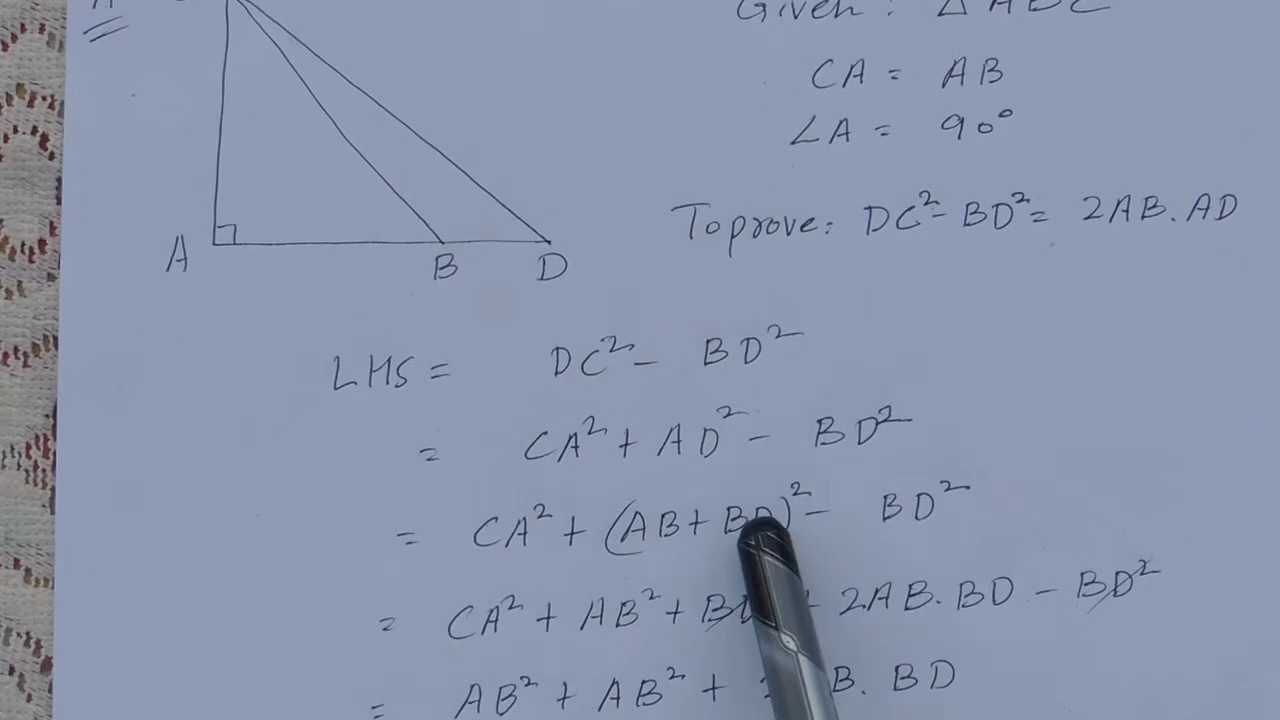 Given: △ ABC
CA = AB
∠A = 90°
To prove: DC² - BD² = 2AB.AD
A
B
D
LHS = DC² - BD²
= CA² + AD² - BD²
= CA² + (AB + BD)² - BD²
= CA² + AB² + 2AB.BD - BD²
= AB² + AB² + B. BD